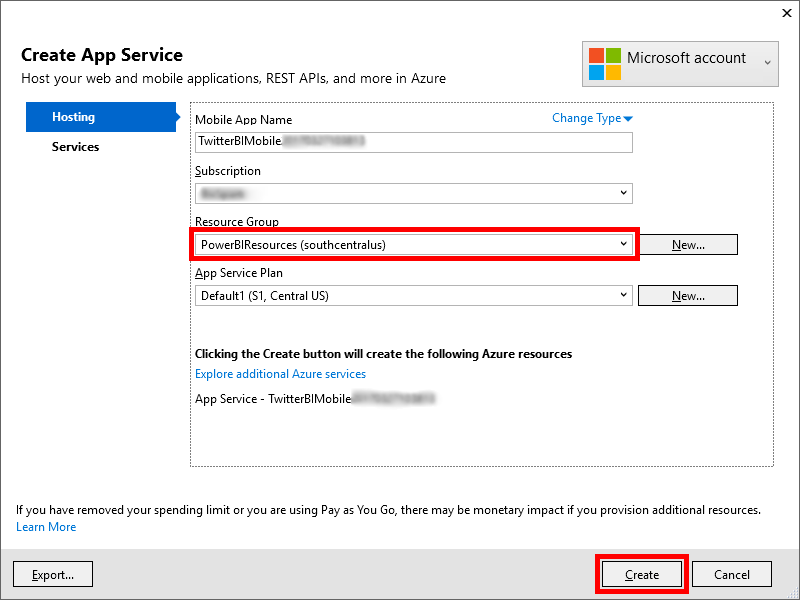 Create App Service
Host your web and mobile applications, REST APIs, and more in Azure
Microsoft account
Hosting
Services
Mobile App Name
Change Type
TwitterBIMobile
Subscription
Resource Group
PowerBIResources (southcentralus)
New...
App Service Plan
Default1 (S1, Central US)
New...
Clicking the Create button will create the following Azure resources
Explore additional Azure services
App Service - TwitterBIMobile
If you have removed your spending limit or you are using Pay as You Go, there may be monetary impact if you provision additional resources.
Learn More
Export...
Create
Cancel